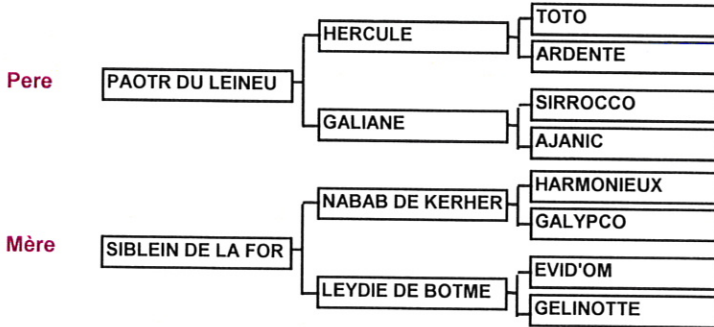 Pere
PAOTR DU LEINEU
HERCULE
TOTO
ARDENTE
GALIANE
SIRROCCO
AJANIC
Mère
SIBLEIN DE LA FOR
NABAB DE KERHER
HARMONIEUX
GALYPCO
LEYDIE DE BOTME
EVID'OM
GELINOTTE